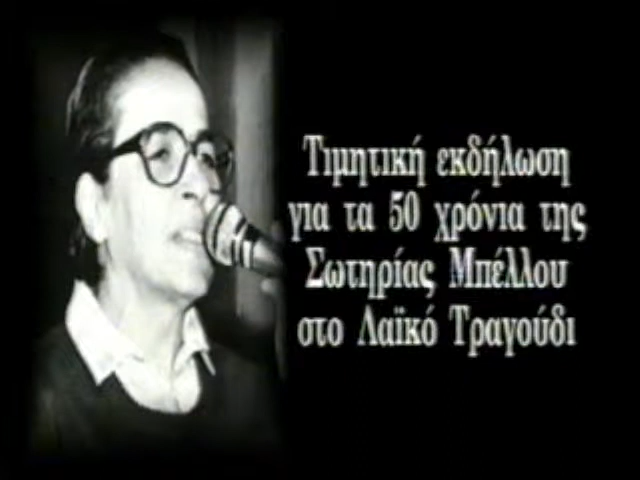 Τιμητική εκδήλωση
για τα 50 χρόνια της
Σωτηρίας Μπέλλου
στο Λαϊκό Τραγούδι